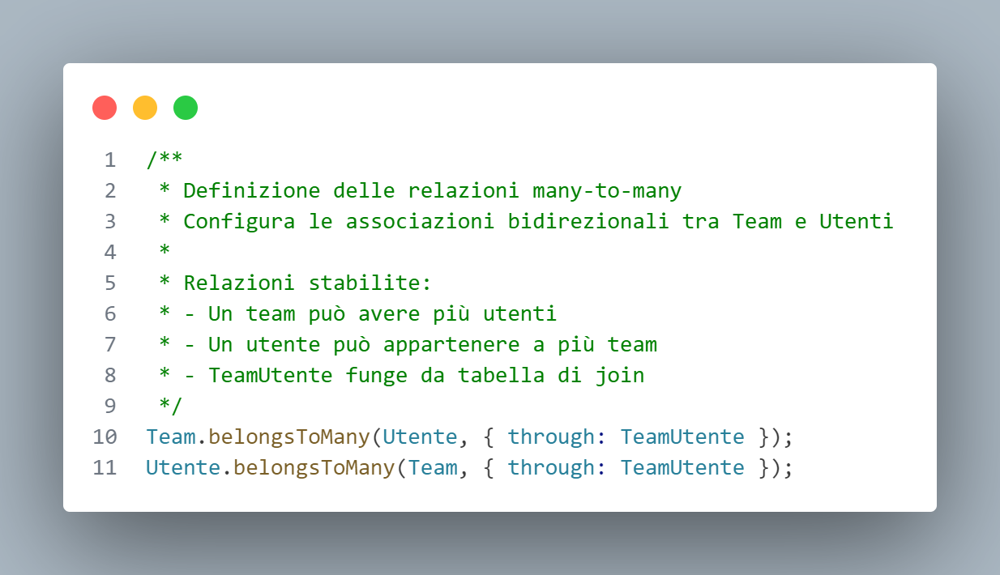 1 /**
2  * Definizione delle relazioni many-to-many
3  * Configura le associazioni bidirezionali tra Team e Utenti
4  *
5  * Relazioni stabilite:
6  * - Un team può avere più utenti
7  * - Un utente può appartenere a più team
8  * - TeamUtente funge da tabella di join
9  */
10 Team.belongsToMany(Utente, { through: TeamUtente });
11 Utente.belongsToMany(Team, { through: TeamUtente });